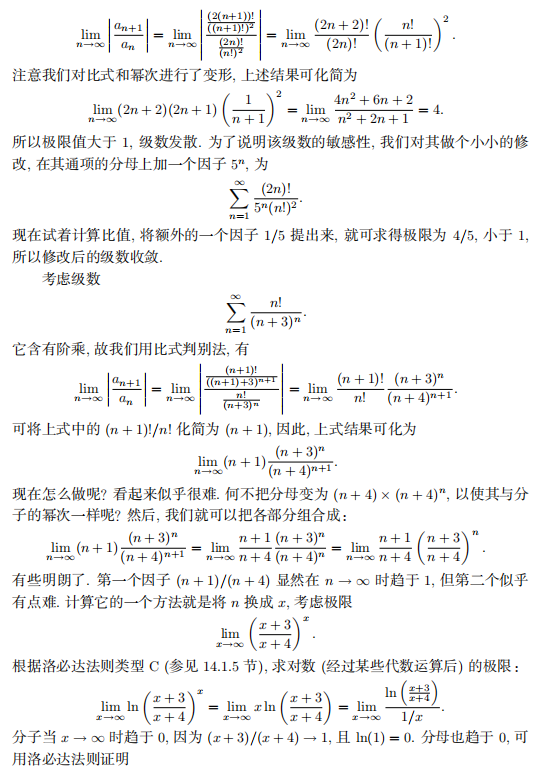 $$\lim_{n\to\infty}\left|\frac{a_{n+1}}{a_n}\right| = \lim_{n\to\infty}\left|\frac{\frac{(2(n+1))!}{((n+1)!)^2}}{\frac{(2n)!}{(n!)^2}}\right| = \lim_{n\to\infty}\frac{(2n+2)!}{(2n)!}\left(\frac{n!}{(n+1)!}\right)^2.$$
注意我们对比式和幂次进行了变形, 上述结果可化简为
$$\lim_{n\to\infty}(2n+2)(2n+1)\left(\frac{1}{n+1}\right)^2 = \lim_{n\to\infty}\frac{4n^2+6n+2}{n^2+2n+1} = 4.$$
所以极限值大于 1, 级数发散. 为了说明该级数的敏感性, 我们对其做个小小的修
改, 在其通项的分母上加一个因子 $5^n$, 为
$$\sum_{n=1}^{\infty}\frac{(2n)!}{5^n(n!)^2}.$$
现在试着计算比值, 将额外的一个因子 1/5 提出来, 就可求得极限为 4/5, 小于 1,
所以修改后的级数收敛.
考虑级数
$$\sum_{n=1}^{\infty}\frac{n!}{(n+3)^n}.$$
它含有阶乘, 故我们用比式判别法, 有
$$\lim_{n\to\infty}\left|\frac{a_{n+1}}{a_n}\right| = \lim_{n\to\infty}\left|\frac{\frac{(n+1)!}{((n+1)+3)^{n+1}}}{\frac{n!}{(n+3)^n}}\right| = \lim_{n\to\infty}\frac{(n+1)!}{n!}\frac{(n+3)^n}{(n+4)^{n+1}}.$$
可将上式中的 $(n+1)!/n!$ 化简为 $(n+1)$, 因此, 上式结果可化为
$$\lim_{n\to\infty}(n+1)\frac{(n+3)^n}{(n+4)^{n+1}}.$$
现在怎么做呢? 看起来似乎很难. 何不把分母变为 $(n+4)\times(n+4)^n$, 以使其与分
子的幂次一样呢? 然后, 我们就可以把各部分组合成:
$$\lim_{n\to\infty}(n+1)\frac{(n+3)^n}{(n+4)^{n+1}} = \lim_{n\to\infty}\frac{n+1}{n+4}\frac{(n+3)^n}{(n+4)^n} = \lim_{n\to\infty}\frac{n+1}{n+4}\left(\frac{n+3}{n+4}\right)^n.$$
有些明朗了. 第一个因子 $(n+1)/(n+4)$ 显然在 $n\to\infty$ 时趋于 1, 但第二个似乎
有点难. 计算它的一个方法就是将 $n$ 换成 $x$, 考虑极限
$$\lim_{x\to\infty}\left(\frac{x+3}{x+4}\right)^x.$$
根据洛必达法则类型 C (参见 14.1.5 节), 求对数 (经过某些代数运算后) 的极限:
$$\lim_{x\to\infty}\ln\left(\frac{x+3}{x+4}\right)^x = \lim_{x\to\infty}x\ln\left(\frac{x+3}{x+4}\right) = \lim_{x\to\infty}\frac{\ln\left(\frac{x+3}{x+4}\right)}{1/x}.$$
分子当 $x\to\infty$ 时趋于 0, 因为 $(x+3)/(x+4)\to 1$, 且 $\ln(1)=0$. 分母也趋于 0, 可
用洛必达法则证明